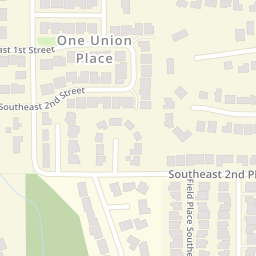 One Union
Place
ast 1st Street
Southeast 2nd Street
Southeast 2nd Pl
Field Place Southe